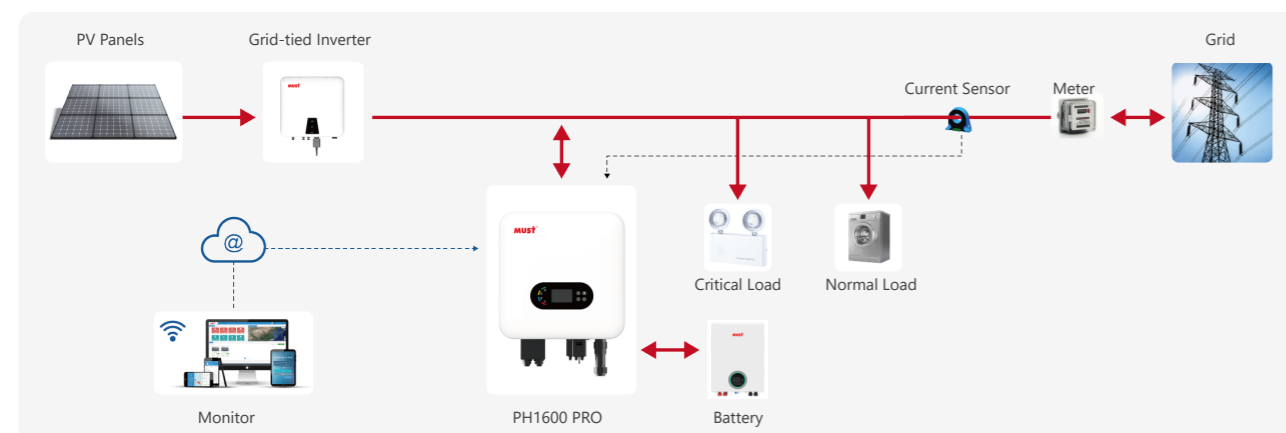 PV Panels
Grid-tied Inverter
Grid
Current Sensor
Meter
must
MUST
@
Critical Load
Normal Load
must
Monitor
PH1600 PRO
Battery